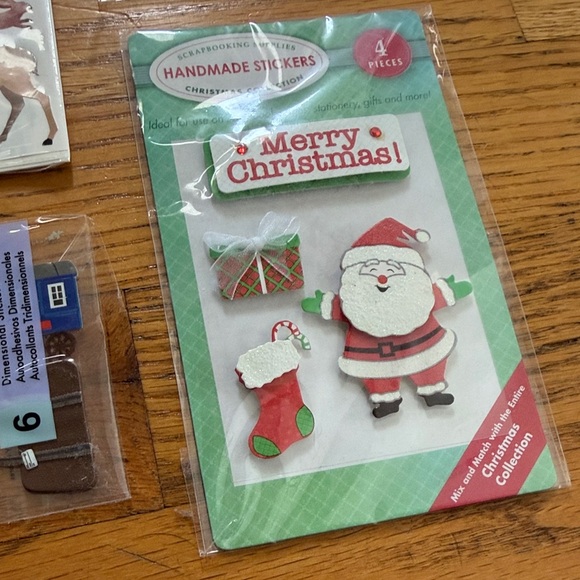 SCRAPBOOKING SUPPLIES
HANDMADE STICKERS
CHRISTMAS COLLECTION
4
PIECES
Ideal for use on stationery, gifts and more!
Merry
Christmas!
Mix and Match with the Entire
Christmas
Collection
Dimensional
Autoadhesivos Dimensionales
Autocollants Tridimensionnels
6